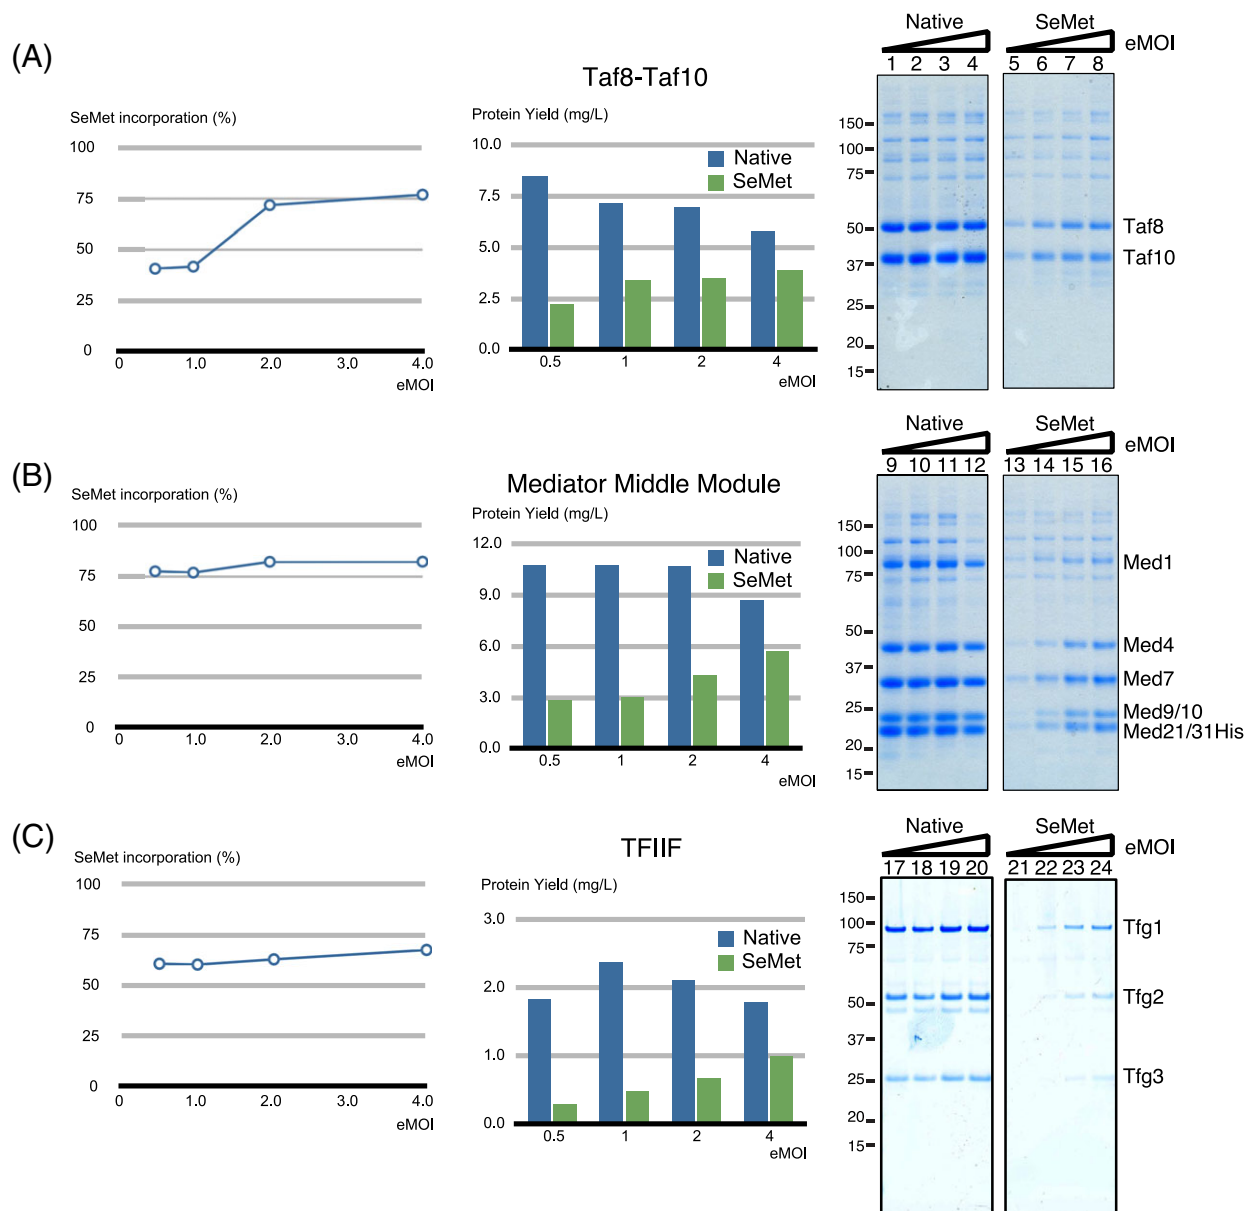 (A)
Taf8-Taf10
SeMet incorporation (%)
100
75
50
25
0
0 1.0 2.0 3.0 4.0
eMOI
Protein Yield (mg/L)
10.0
7.5
5.0
2.5
0.0
Native
SeMet
0.5 1 2 4
eMOI
Native SeMet
eMOI
1 2 3 4 5 6 7 8
150
100
75
50
37
25
20
15
Taf8
Taf10
(B)
Mediator Middle Module
SeMet incorporation (%)
100
75
50
25
0
0 1.0 2.0 3.0 4.0
eMOI
Protein Yield (mg/L)
12.0
9.0
6.0
3.0
0.0
Native
SeMet
0.5 1 2 4
eMOI
Native SeMet
eMOI
9 10 11 12 13 14 15 16
150
100
75
50
37
25
20
15
Med1
Med4
Med7
Med9/10
Med21/31His
(C)
TFIIF
SeMet incorporation (%)
100
75
50
25
0
0 1.0 2.0 3.0 4.0
eMOI
Protein Yield (mg/L)
3.0
2.0
1.0
0.0
Native
SeMet
0.5 1 2 4
eMOI
Native SeMet
eMOI
17 18 19 20 21 22 23 24
150
100
75
50
37
25
20
15
Tfg1
Tfg2
Tfg3